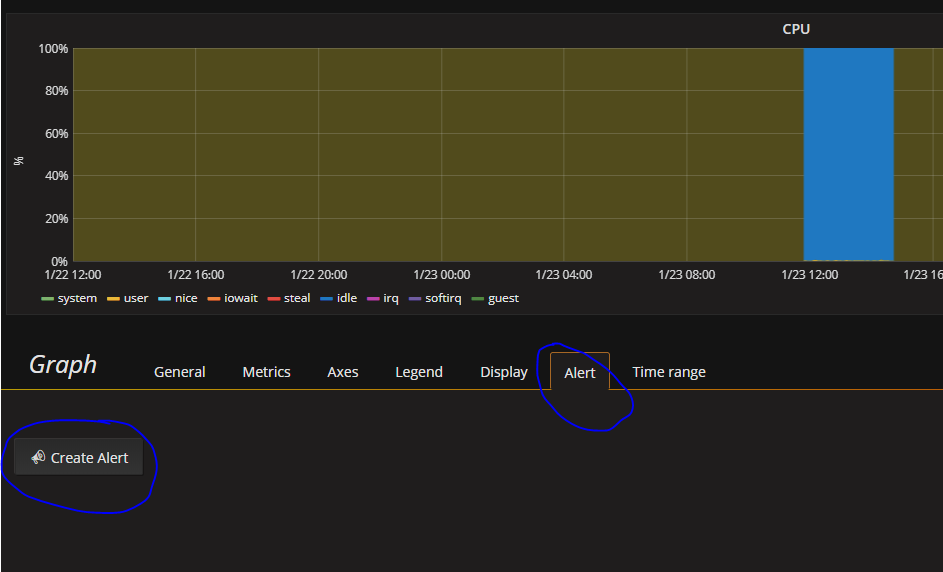 CPU
100%
80%
60%
40%
20%
0%
%
1/22 12:00 1/22 16:00 1/22 20:00 1/23 00:00 1/23 04:00 1/23 08:00 1/23 12:00 1/23 16
system user nice iowait steal idle irq softirq guest
Graph General Metrics Axes Legend Display Alert Time range
Create Alert